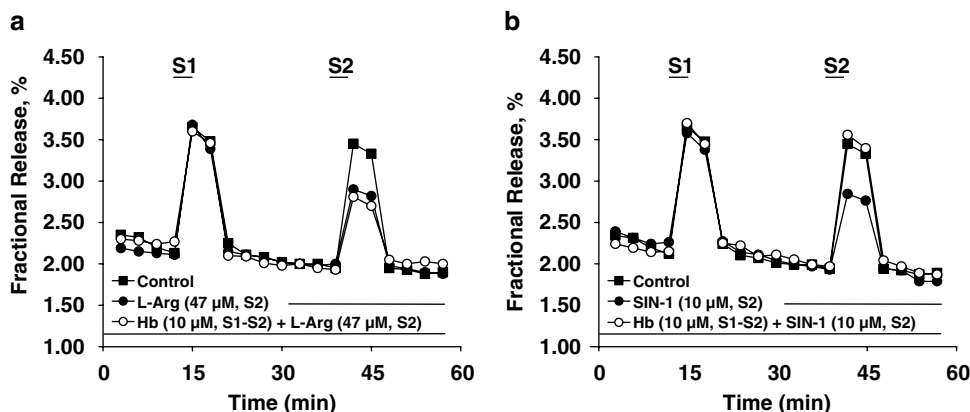 a
Fractional Release, %
4.50
4.00
3.50
3.00
2.50
2.00
1.50
1.00
S1
S2
Control
L-Arg (47 µM, S2)
Hb (10 µM, S1-S2) + L-Arg (47 µM, S2)
0
15
30
45
60
Time (min)
b
Fractional Release, %
4.50
4.00
3.50
3.00
2.50
2.00
1.50
1.00
S1
S2
Control
SIN-1 (10 µM, S2)
Hb (10 µM, S1-S2) + SIN-1 (10 µM, S2)
0
15
30
45
60
Time (min)